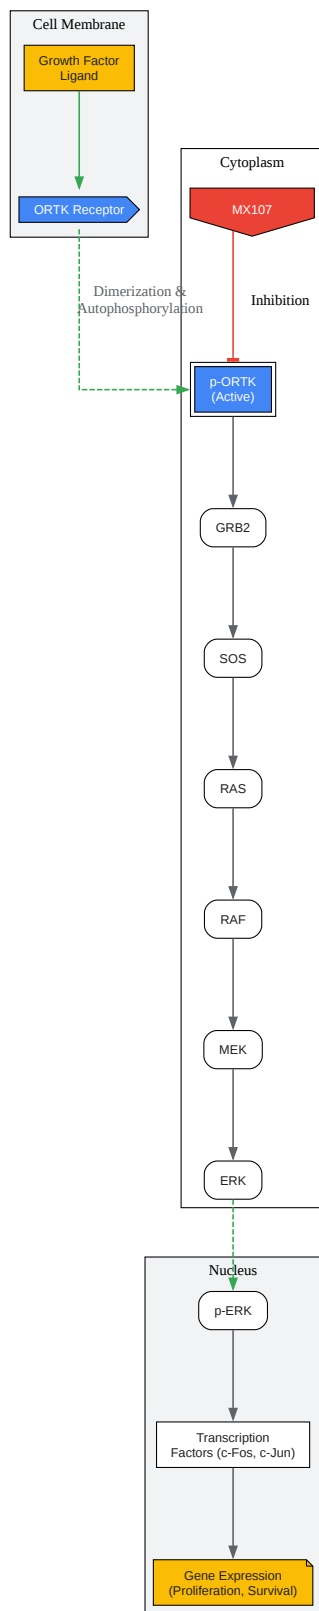 Cell Membrane
Growth Factor
Ligand
ORTK Receptor
Cytoplasm
MX107
Dimerization &
Autophosphorylation
Inhibition
p-ORTK
(Active)
GRB2
SOS
RAS
RAF
MEK
ERK
Nucleus
p-ERK
Transcription
Factors (c-Fos, c-Jun)
Gene Expression
(Proliferation, Survival)